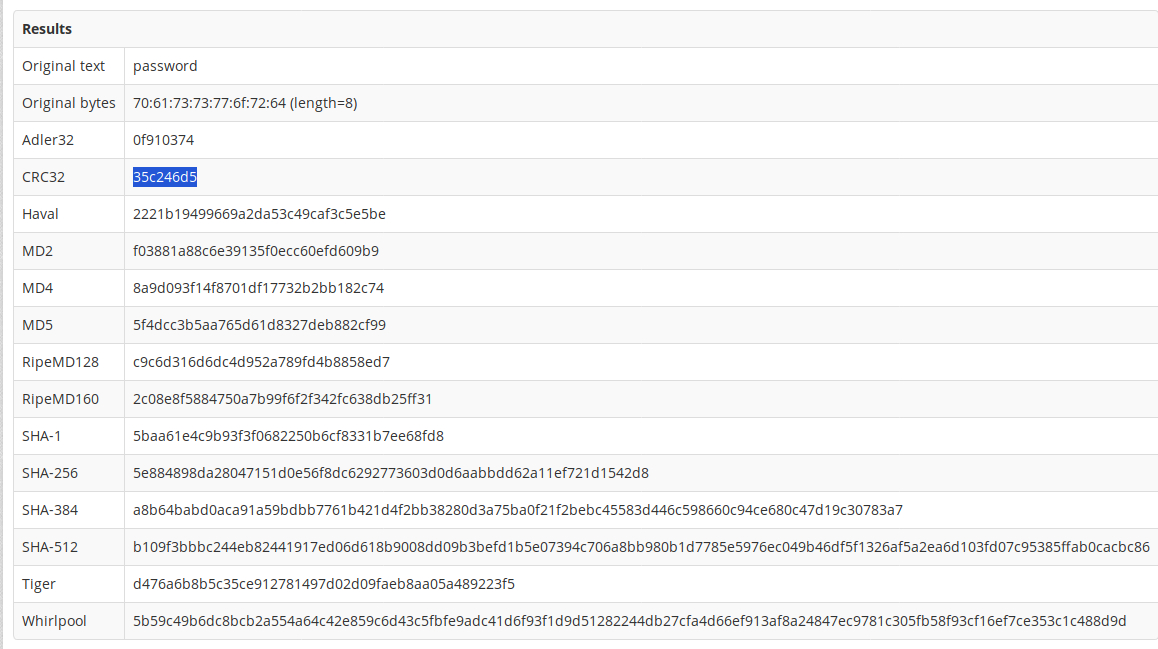 Results
Original text password
Original bytes 70:61:73:73:77:6f:72:64 (length=8)
Adler32 0f910374
CRC32 35c246d5
Haval 2221b19499669a2da53c49caf3c5e5be
MD2 f03881a88c6e39135f0ecc60efd609b9
MD4 8a9d093f14f8701df17732b2bb182c74
MD5 5f4dcc3b5aa765d61d8327deb882cf99
RipeMD128 c9c6d316d6dc4d952a789fd4b8858ed7
RipeMD160 2c08e8f5884750a7b99f6f2f342fc638db25ff31
SHA-1 5baa61e4c9b93f3f0682250b6cf8331b7ee68fd8
SHA-256 5e884898da28047151d0e56f8dc6292773603d0d6aabbdd62a11ef721d1542d8
SHA-384 a8b64babd0aca91a59bdbb7761b421d4f2bb38280d3a75ba0f21f2bebc45583d446c598660c94ce680c47d19c30783a7
SHA-512 b109f3bbbc244eb82441917ed06d618b9008dd09b3befd1b5e07394c706a8bb980b1d7785e5976ec049b46df5f1326af5a2ea6d103fd07c95385ffab0cacbc86
Tiger d476a6b8b5c35ce912781497d02d09faeb8aa05a489223f5
Whirlpool 5b59c49b6dc8bcb2a554a64c42e859c6d43c5fbfe9adc41d6f93f1d9d51282244db27cfa4d66ef913af8a24847ec9781c305fb58f93cf16ef7ce353c1c488d9d